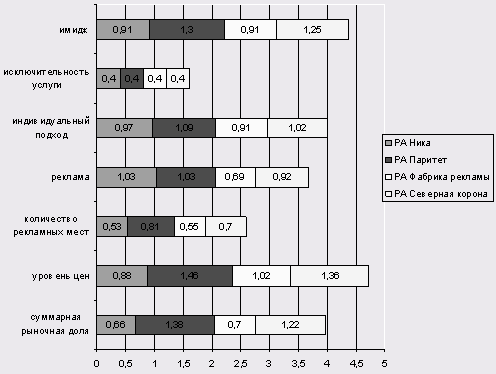 имидж
0,91 1,3 0,91 1,25
исключительность
услуги
0,4 0,4 0,4 0,4
индивидуальный
подход
0,97 1,09 0,91 1,02
реклама
1,03 1,03 0,69 0,92
количество
рекламных мест
0,53 0,81 0,55 0,7
уровень цен
0,88 1,46 1,02 1,36
суммарная
рыночная доля
0,66 1,38 0,7 1,22
0 0,5 1 1,5 2 2,5 3 3,5 4 4,5 5
РА Ника
РА Паритет
РА Фабрика рекламы
РА Северная корона